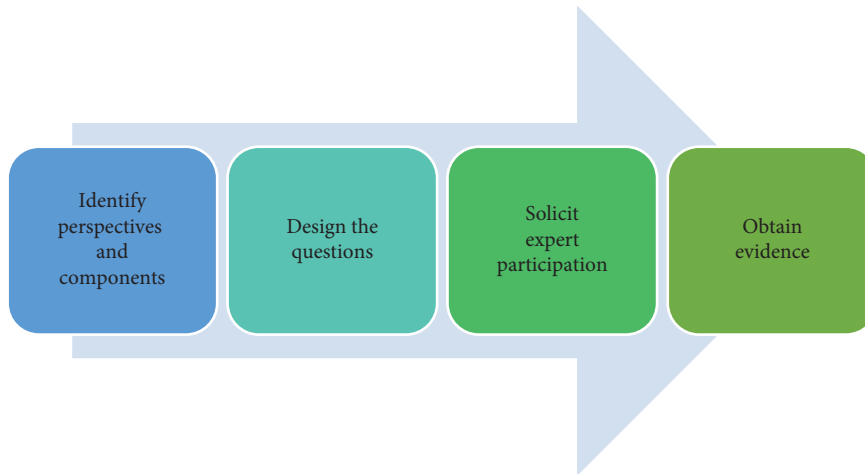 Identify
perspectives
and
components
Design the
questions
Solicit
expert
participation
Obtain
evidence